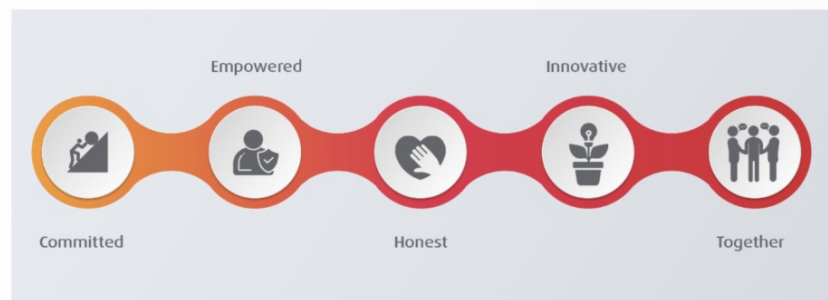 Empowered
Innovative
Committed
Honest
Together